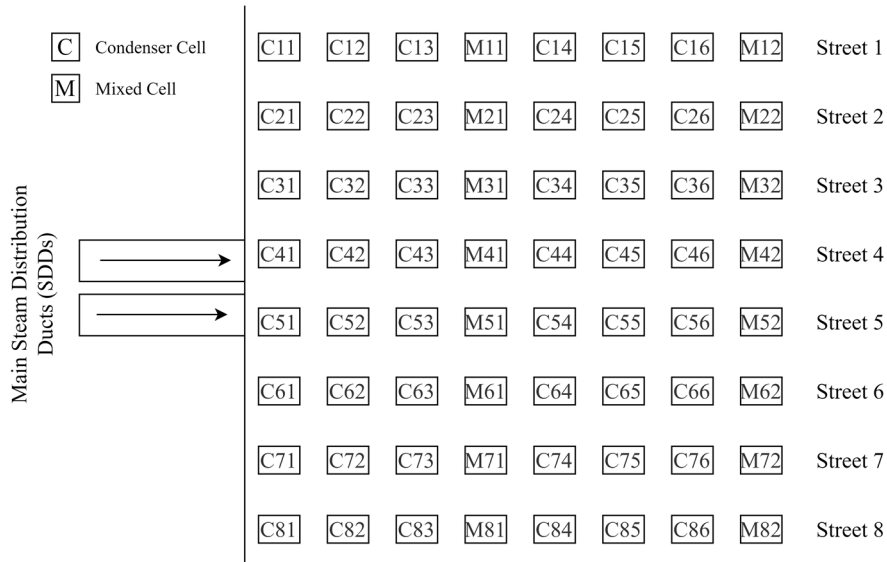 C Condenser Cell
M Mixed Cell
Main Steam Distribution
Ducts (SDDs)
C11 C12 C13 M11 C14 C15 C16 M12 Street 1
C21 C22 C23 M21 C24 C25 C26 M22 Street 2
C31 C32 C33 M31 C34 C35 C36 M32 Street 3
C41 C42 C43 M41 C44 C45 C46 M42 Street 4
C51 C52 C53 M51 C54 C55 C56 M52 Street 5
C61 C62 C63 M61 C64 C65 C66 M62 Street 6
C71 C72 C73 M71 C74 C75 C76 M72 Street 7
C81 C82 C83 M81 C84 C85 C86 M82 Street 8